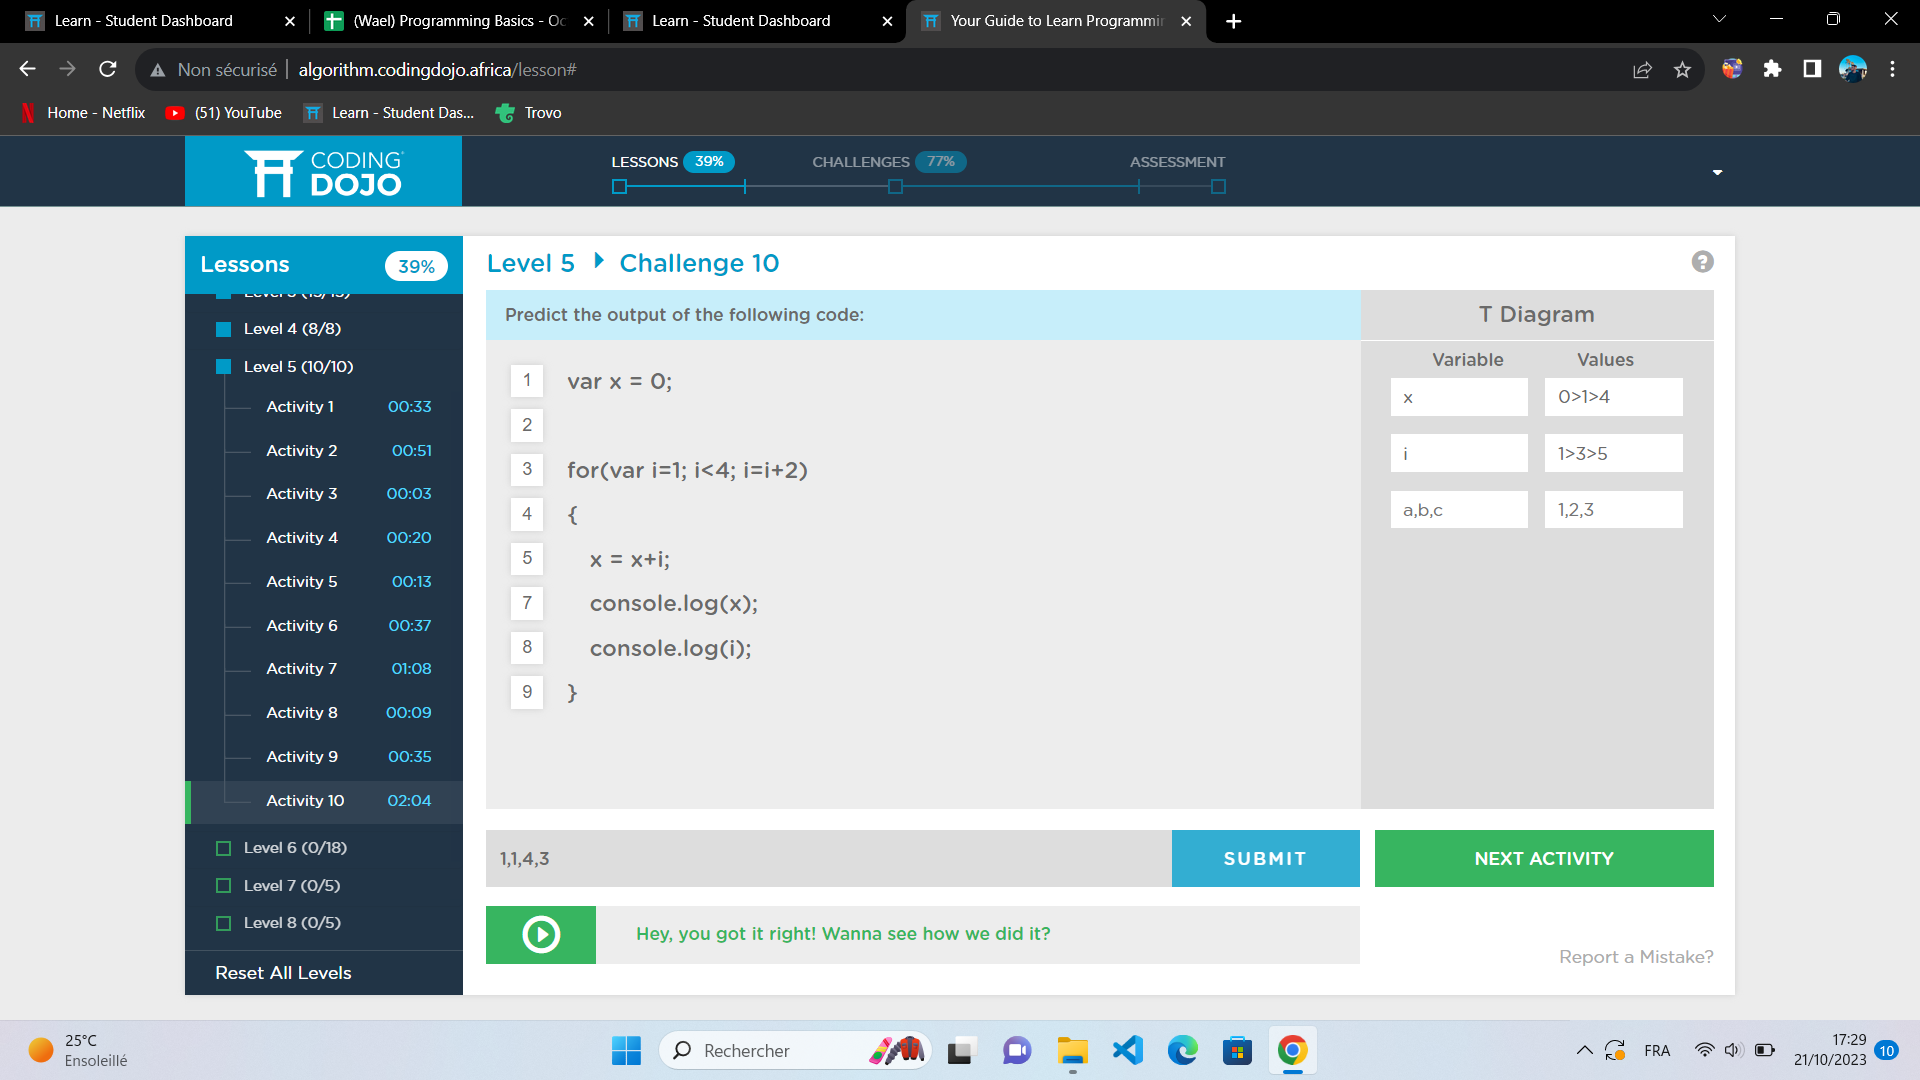 Learn - Student Dashboard
(Wael) Programming Basics - Oc
Learn - Student Dashboard
Your Guide to Learn Programmin
Non sécurisé
algorithm.codingdojo.africa/lesson#
Home - Netflix
(51) YouTube
Learn - Student Das...
Trovo
CODING
DOJO
LESSONS 39%
CHALLENGES 77%
ASSESSMENT
Lessons 39%
Level 4 (8/8)
Level 5 (10/10)
Activity 1 00:33
Activity 2 00:51
Activity 3 00:03
Activity 4 00:20
Activity 5 00:13
Activity 6 00:37
Activity 7 01:08
Activity 8 00:09
Activity 9 00:35
Activity 10 02:04
Level 6 (0/18)
Level 7 (0/5)
Level 8 (0/5)
Reset All Levels
Level 5 Challenge 10
?
Predict the output of the following code:
1 var x = 0;
2
3 for(var i=1; i<4; i=i+2)
4 {
5 x = x+i;
7 console.log(x);
8 console.log(i);
9 }
T Diagram
Variable Values
x 0>1>4
i 1>3>5
a,b,c 1,2,3
1,1,4,3
SUBMIT
NEXT ACTIVITY
Hey, you got it right! Wanna see how we did it?
Report a Mistake?
25°C
Ensoleillé
Rechercher
FRA
17:29
21/10/2023
10